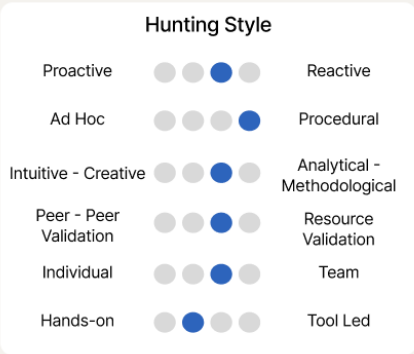 Hunting Style
Proactive Reactive
Ad Hoc Procedural
Intuitive - Creative Analytical -
Methodological
Peer - Peer
Validation Resource
Validation
Individual Team
Hands-on Tool Led